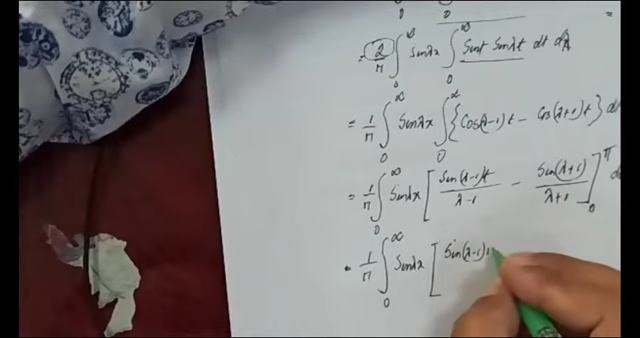 = 2/π ∫₀^∞ Sinλx ∫₀^∞ Sint Sinλt dt dλ
= 1/π ∫₀^∞ Sinλx ∫₀^∞ {Cos(λ-1)t - Cos(λ+1)t} d
= 1/π ∫₀^∞ Sinλx [ Sin(λ-1)t / λ-1 - Sin(λ+1) / λ+1 ]₀^π d
= 1/π ∫₀^∞ Sinλx [ Sin(λ-1)